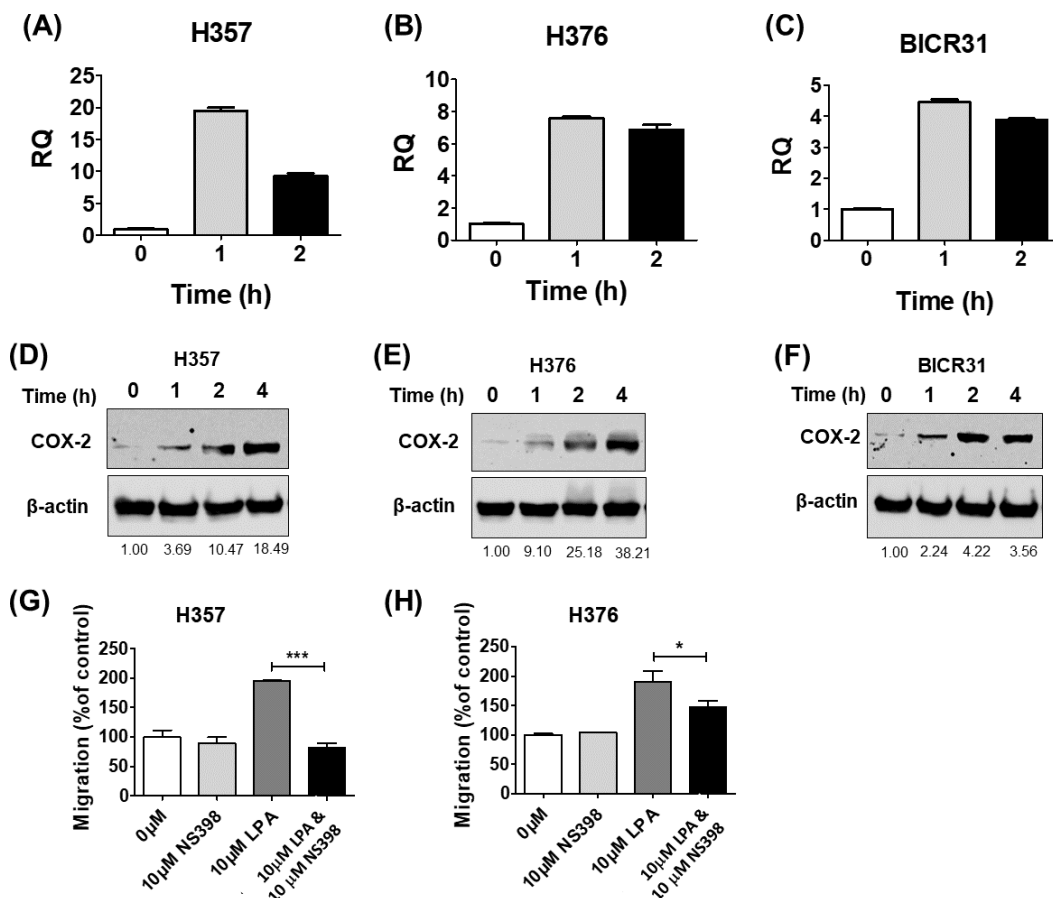 (A)
H357
RQ
25
20
15
10
5
0
0 1 2
Time (h)
(B)
H376
RQ
10
8
6
4
2
0
0 1 2
Time (h)
(C)
BICR31
RQ
5
4
3
2
1
0
0 1 2
Time (h)
(D)
H357
Time (h) 0 1 2 4
COX-2
β-actin
1.00 3.69 10.47 18.49
(E)
H376
Time (h) 0 1 2 4
COX-2
β-actin
1.00 9.10 25.18 38.21
(F)
BICR31
Time (h) 0 1 2 4
COX-2
β-actin
1.00 2.24 4.22 3.56
(G)
H357
Migration (%of control)
250
200
150
100
50
0
***
0µM
10µM NS398
10µM LPA
10µM LPA &
10 µM NS398
(H)
H376
Migration (%of control)
250
200
150
100
50
0
*
0µM
10µM NS398
10µM LPA
10µM LPA &
10 µM NS398